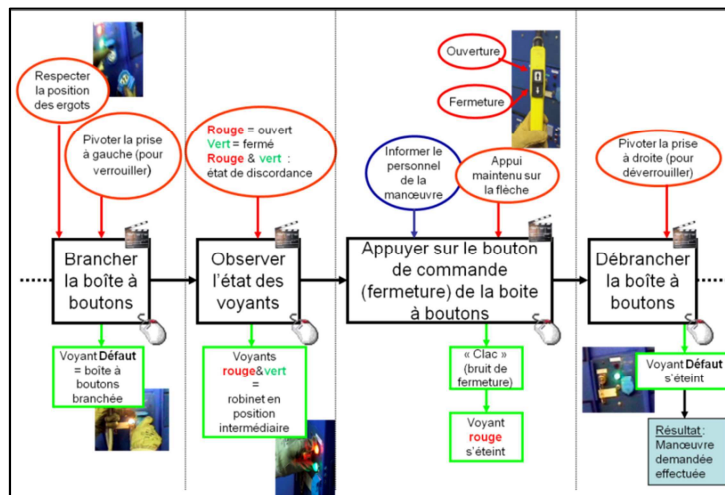 Respecter
la position
des ergots
Pivoter la prise
à gauche (pour
verrouiller)
Brancher
la boîte à
boutons
Voyant Défaut
= boîte à
boutons
branchée
Rouge = ouvert
Vert = fermé
Rouge & vert :
état de discordance
Observer
l'état des
voyants
Voyants
rouge&vert
=
robinet en
position
intermédiaire
Ouverture
Fermeture
Informer le
personnel
de la
manœuvre
Appui
maintenu sur
la flèche
Appuyer sur le bouton
de commande
(fermeture) de la boite
à boutons
« Clac »
(bruit de
fermeture)
Voyant
rouge
s'éteint
Pivoter la prise
à droite (pour
déverrouiller)
Débrancher
la boîte à
boutons
Voyant Défaut
s'éteint
Résultat :
Manœuvre
demandée
effectuée